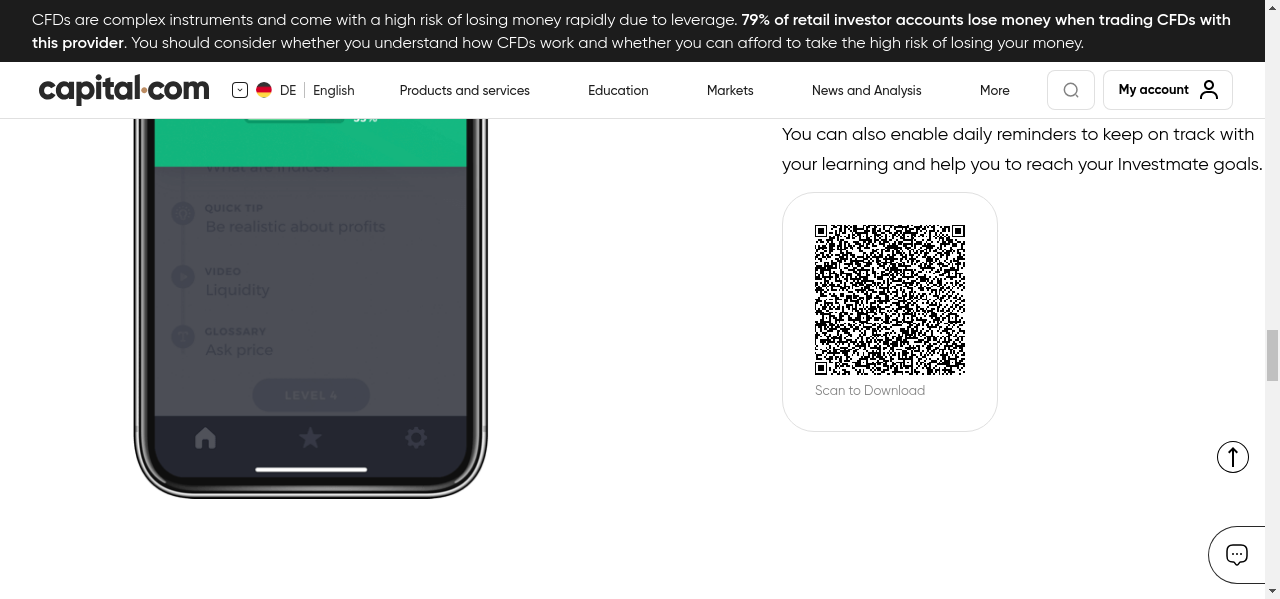 CFDs are complex instruments and come with a high risk of losing money rapidly due to leverage. 79% of retail investor accounts lose money when trading CFDs with
this provider. You should consider whether you understand how CFDs work and whether you can afford to take the high risk of losing your money.
capital.com
DE
English
Products and services
Education
Markets
News and Analysis
More
My account
What are indices?
QUICK TIP
Be realistic about profits
VIDEO
Liquidity
GLOSSARY
Ask price
LEVEL 4
You can also enable daily reminders to keep on track with
your learning and help you to reach your Investmate goals.
Scan to Download